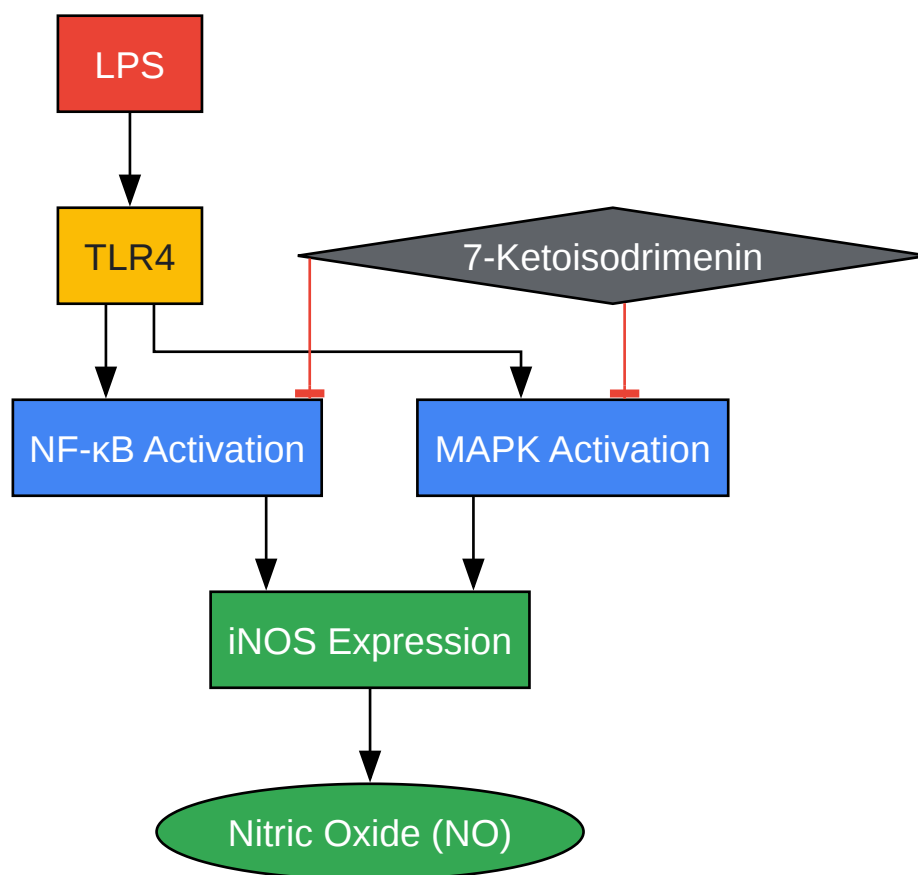 LPS
TLR4
7-Ketoisodrimenin
NF-κB Activation
MAPK Activation
iNOS Expression
Nitric Oxide (NO)